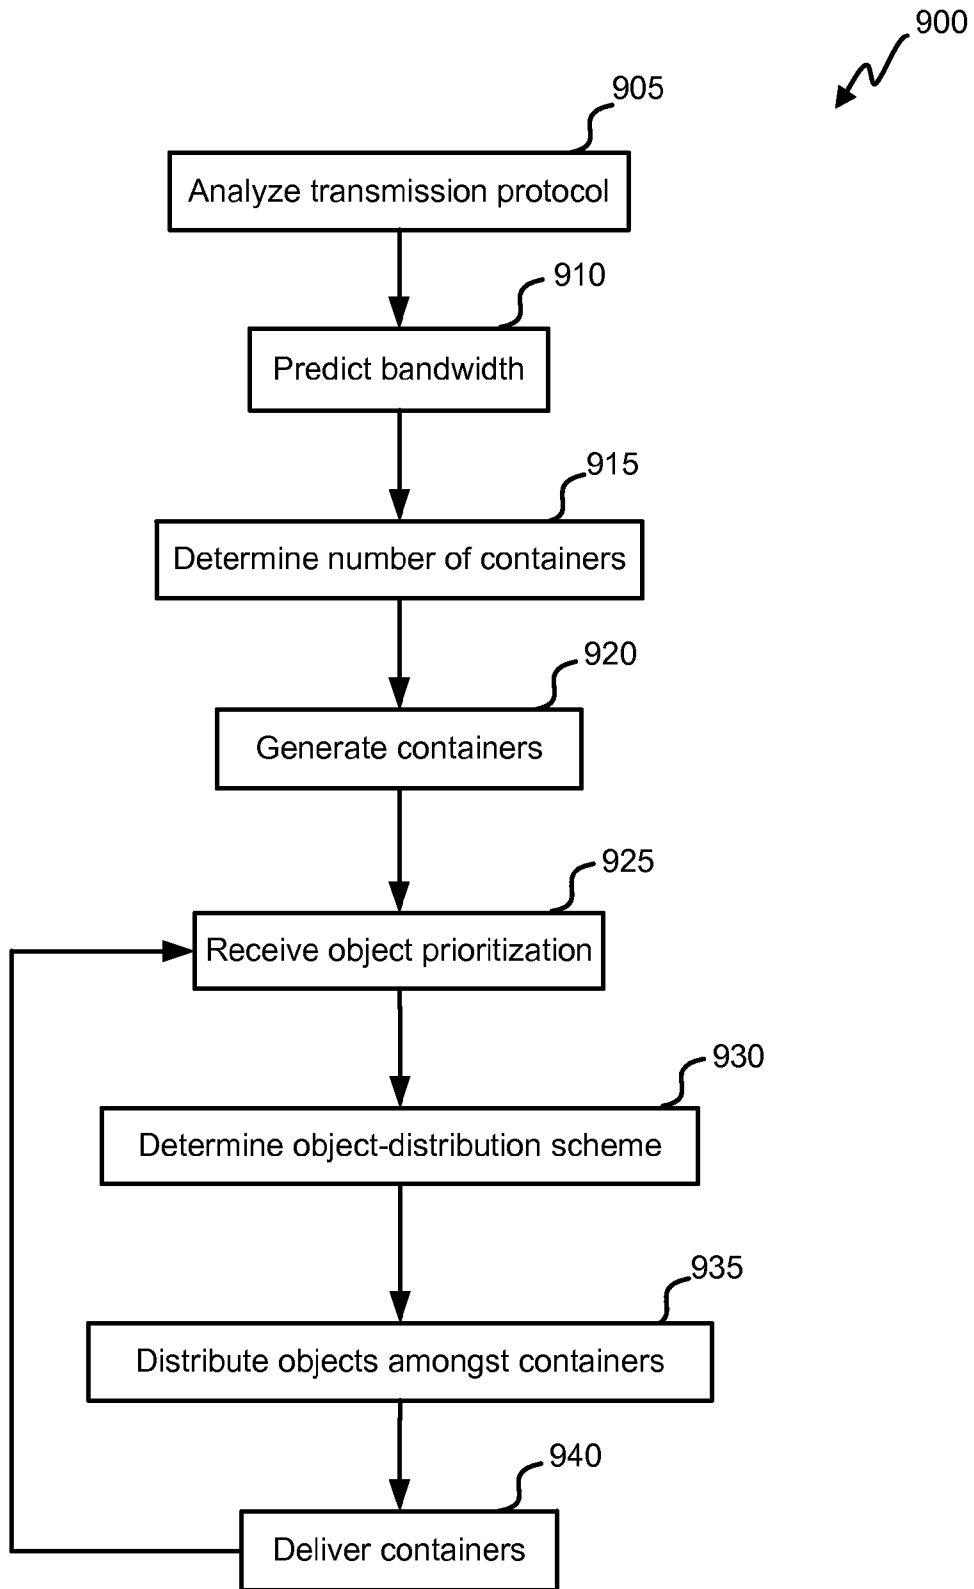 900
905
Analyze transmission protocol
910
Predict bandwidth
915
Determine number of containers
920
Generate containers
925
Receive object prioritization
930
Determine object-distribution scheme
935
Distribute objects amongst containers
940
Deliver containers